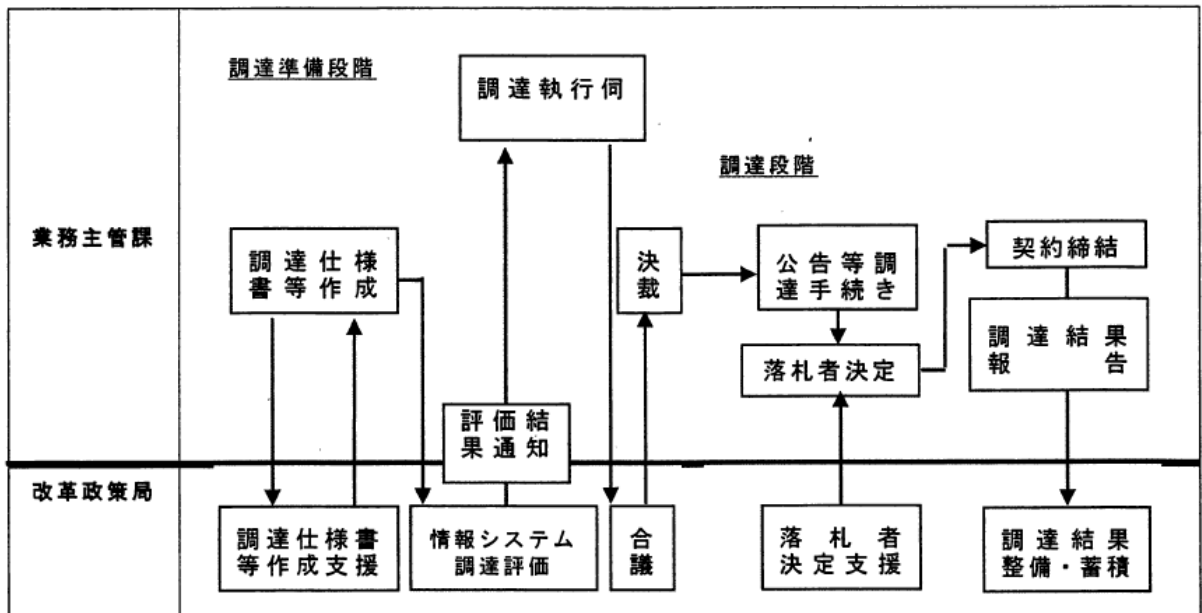 調達準備段階
調達執行伺
調達段階
業務主管課
調達仕様
書等作成
決
裁
公告等調
達手続き
契約締結
調達結果
報告
落札者決定
評価結
果通知
改革政策局
調達仕様書
等作成支援
情報システム
調達評価
合
議
落札者
決定支援
調達結果
整備・蓄積